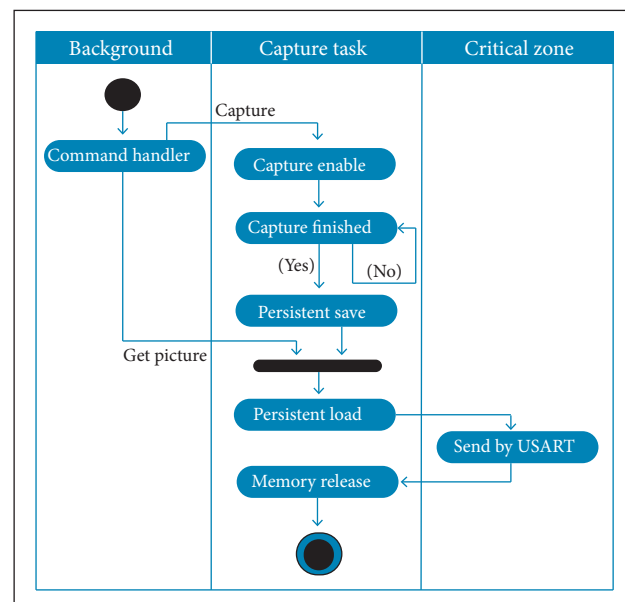 Background
Capture task
Critical zone
Capture
Command handler
Capture enable
Capture finished
(Yes)
(No)
Persistent save
Get picture
Persistent load
Send by USART
Memory release